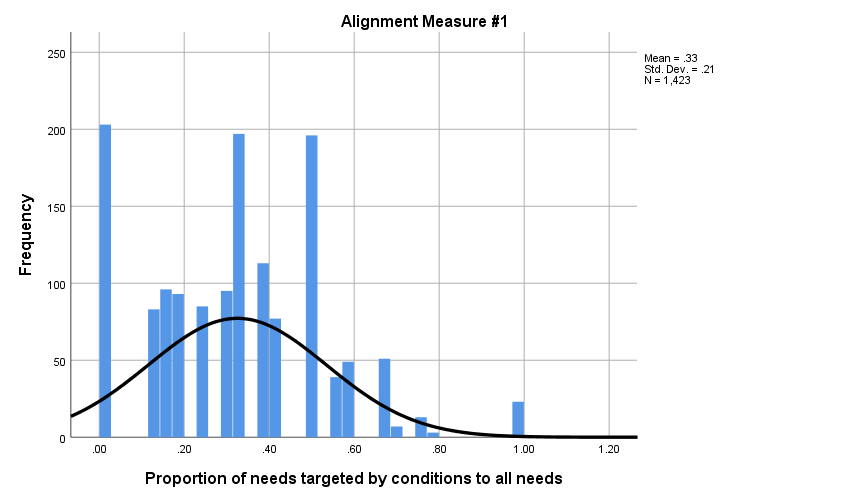 Alignment Measure #1
Mean = .33
Std. Dev. = .21
N = 1,423
250
200
150
100
50
0
Frequency
.00 .20 .40 .60 .80 1.00 1.20
Proportion of needs targeted by conditions to all needs